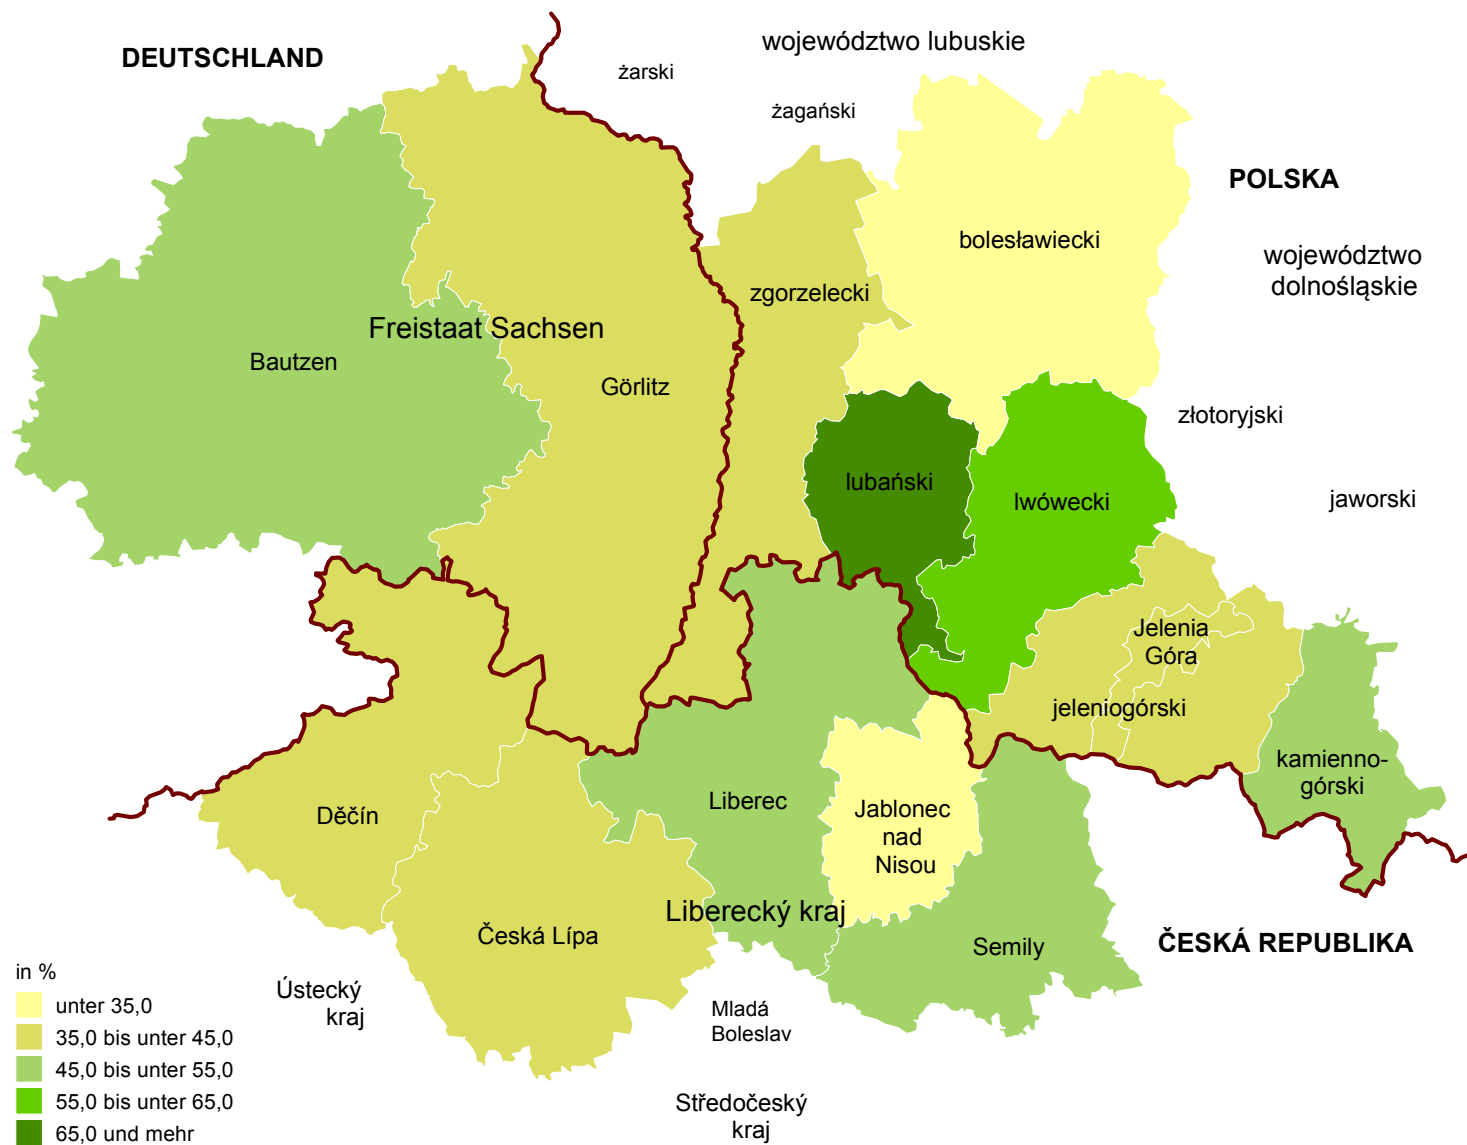 DEUTSCHLAND
województwo lubuskie
żarski
żagański
POLSKA
bolesławiecki
województwo
dolnośląskie
zgorzelecki
Freistaat Sachsen
Bautzen
Görlitz
złotoryjski
lubański
lwówecki
jaworski
Jelenia
Góra
jeleniogórski
kamienno-
górski
Liberec
Děčín
Jablonec
nad
Nisou
Liberecký kraj
Česká Lípa
Semily
ČESKÁ REPUBLIKA
Ústecký
kraj
Mladá
Boleslav
Středočeský
kraj
in %
unter 35,0
35,0 bis unter 45,0
45,0 bis unter 55,0
55,0 bis unter 65,0
65,0 und mehr